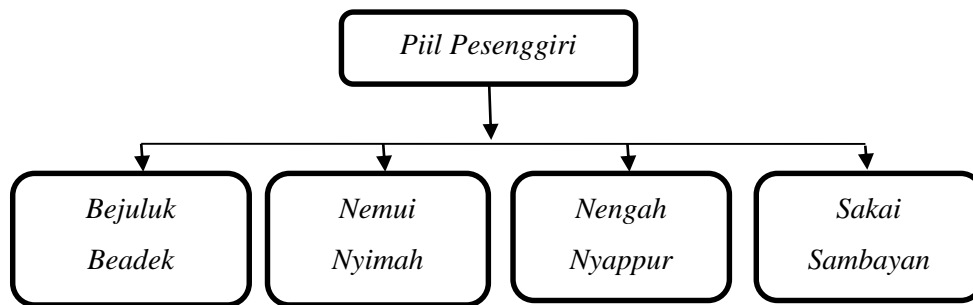 Piil Pesenggiri
Bejuluk
Beadek
Nemui
Nyimah
Nengah
Nyappur
Sakai
Sambayan